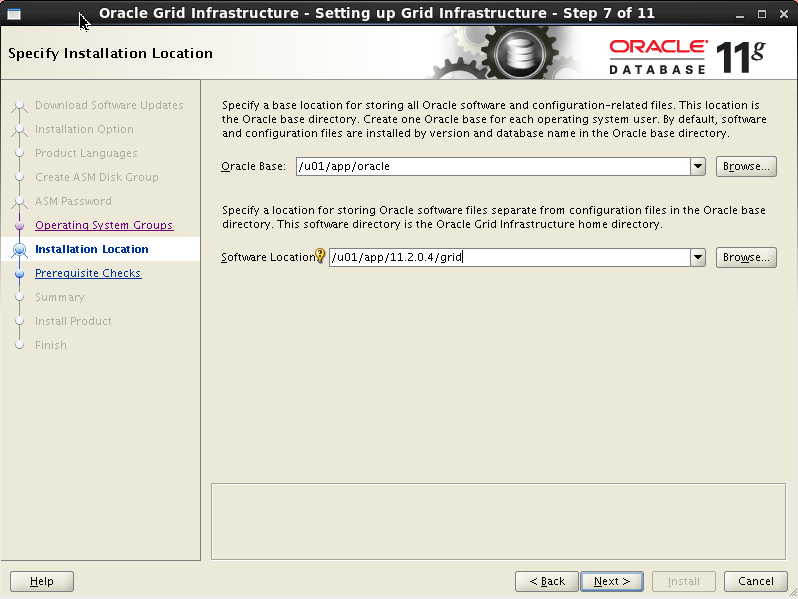 Oracle Grid Infrastructure - Setting up Grid Infrastructure - Step 7 of 11
Specify Installation Location
ORACLE
DATABASE
11g
Download Software Updates
Installation Option
Product Languages
Create ASM Disk Group
ASM Password
Operating System Groups
Installation Location
Prerequisite Checks
Summary
Install Product
Finish
Specify a base location for storing all Oracle software and configuration-related files. This location is
the Oracle base directory. Create one Oracle base for each operating system user. By default, software
and configuration files are installed by version and database name in the Oracle base directory.
Oracle Base: /u01/app/oracle Browse...
Specify a location for storing Oracle software files separate from configuration files in the Oracle base
directory. This software directory is the Oracle Grid Infrastructure home directory.
Software Location: /u01/app/11.2.0.4/grid Browse...
Help < Back Next > Install Cancel